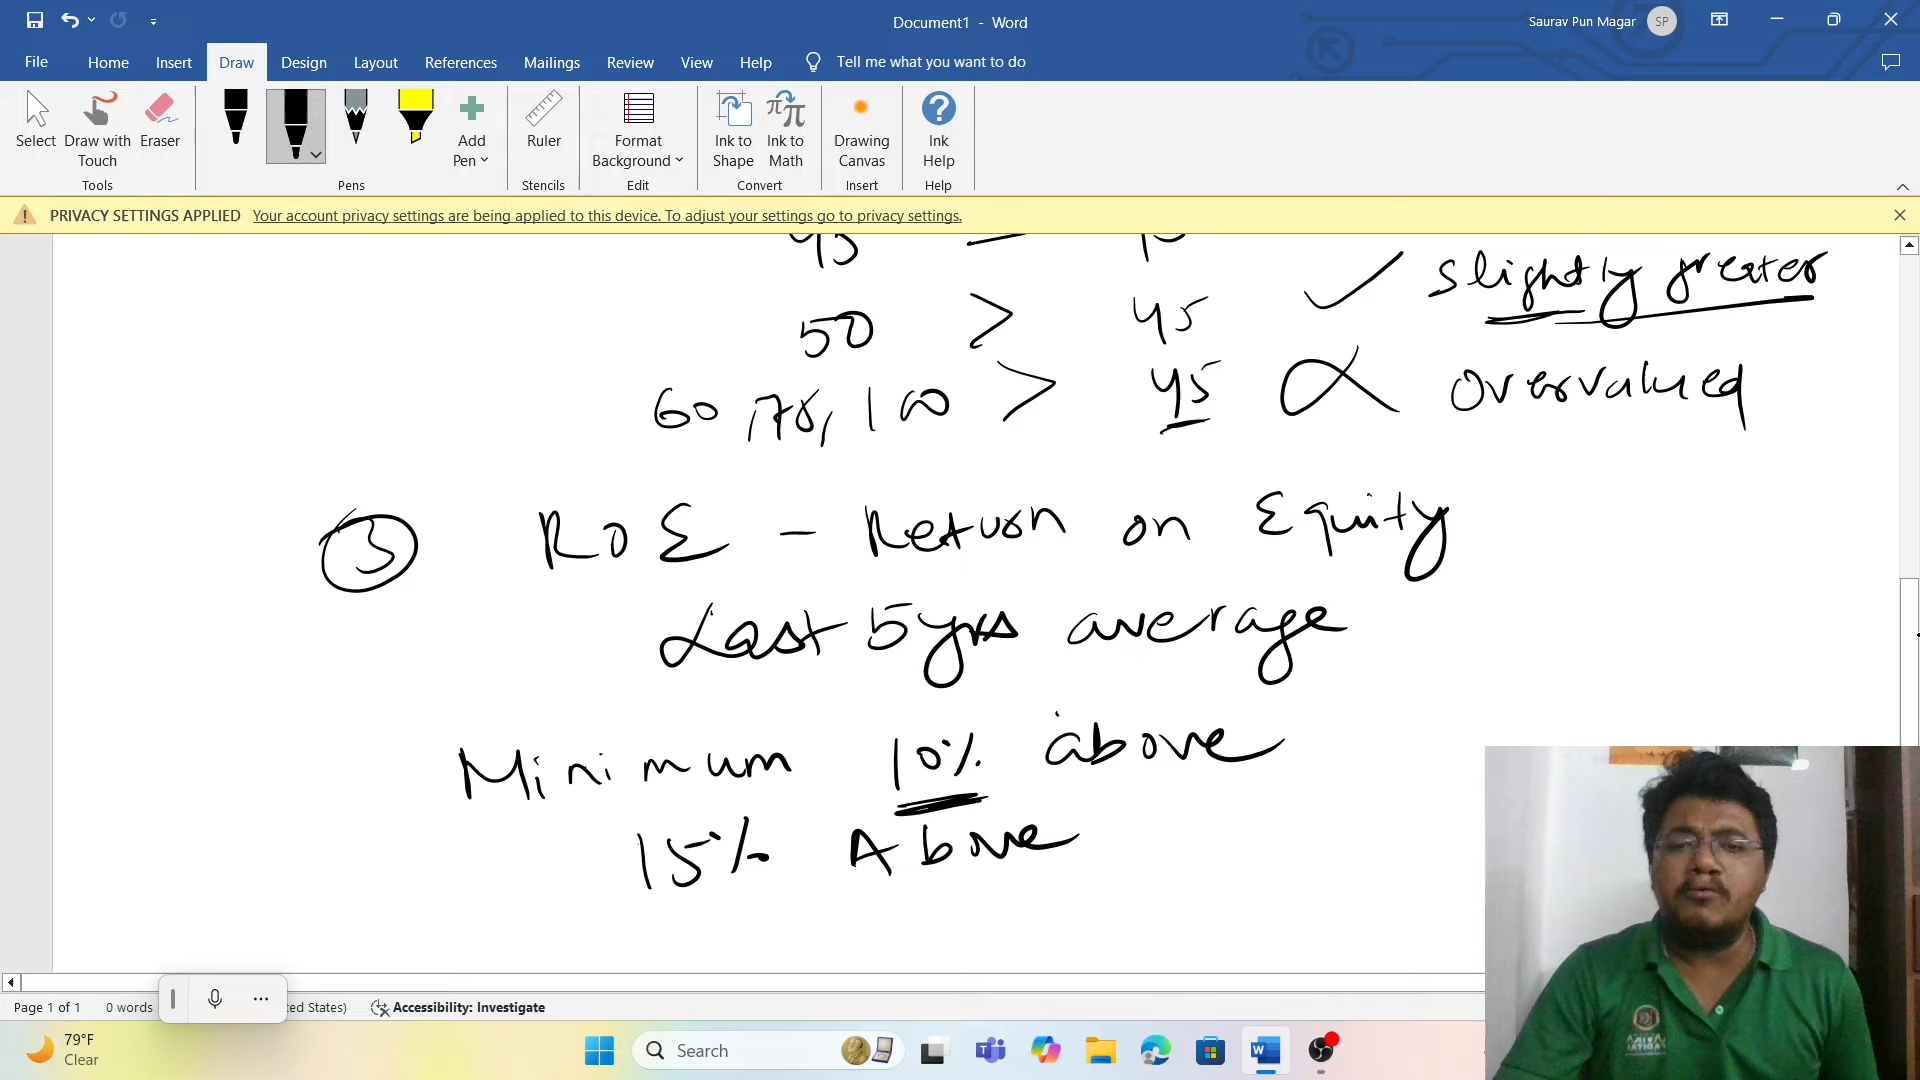 Document1 - Word
Saurav Pun Magar SP
File Home Insert Draw Design Layout References Mailings Review View Help Tell me what you want to do
Select
Draw with Touch
Eraser
Add Pen
Ruler
Format Background
Ink to Shape
Ink to Math
Drawing Canvas
Ink Help
Tools Pens Stencils Edit Convert Insert Help
PRIVACY SETTINGS APPLIED Your account privacy settings are being applied to this device. To adjust your settings go to privacy settings.
45 =
slightly greater
50 > 45 ✓
60, 75, 100 > 45 overvalued
③ ROE - Return on Equity
Last 5 yrs average
Minimum 10% above
15% Above
Page 1 of 1 0 words ted States) Accessibility: Investigate
79°F
Clear
Search